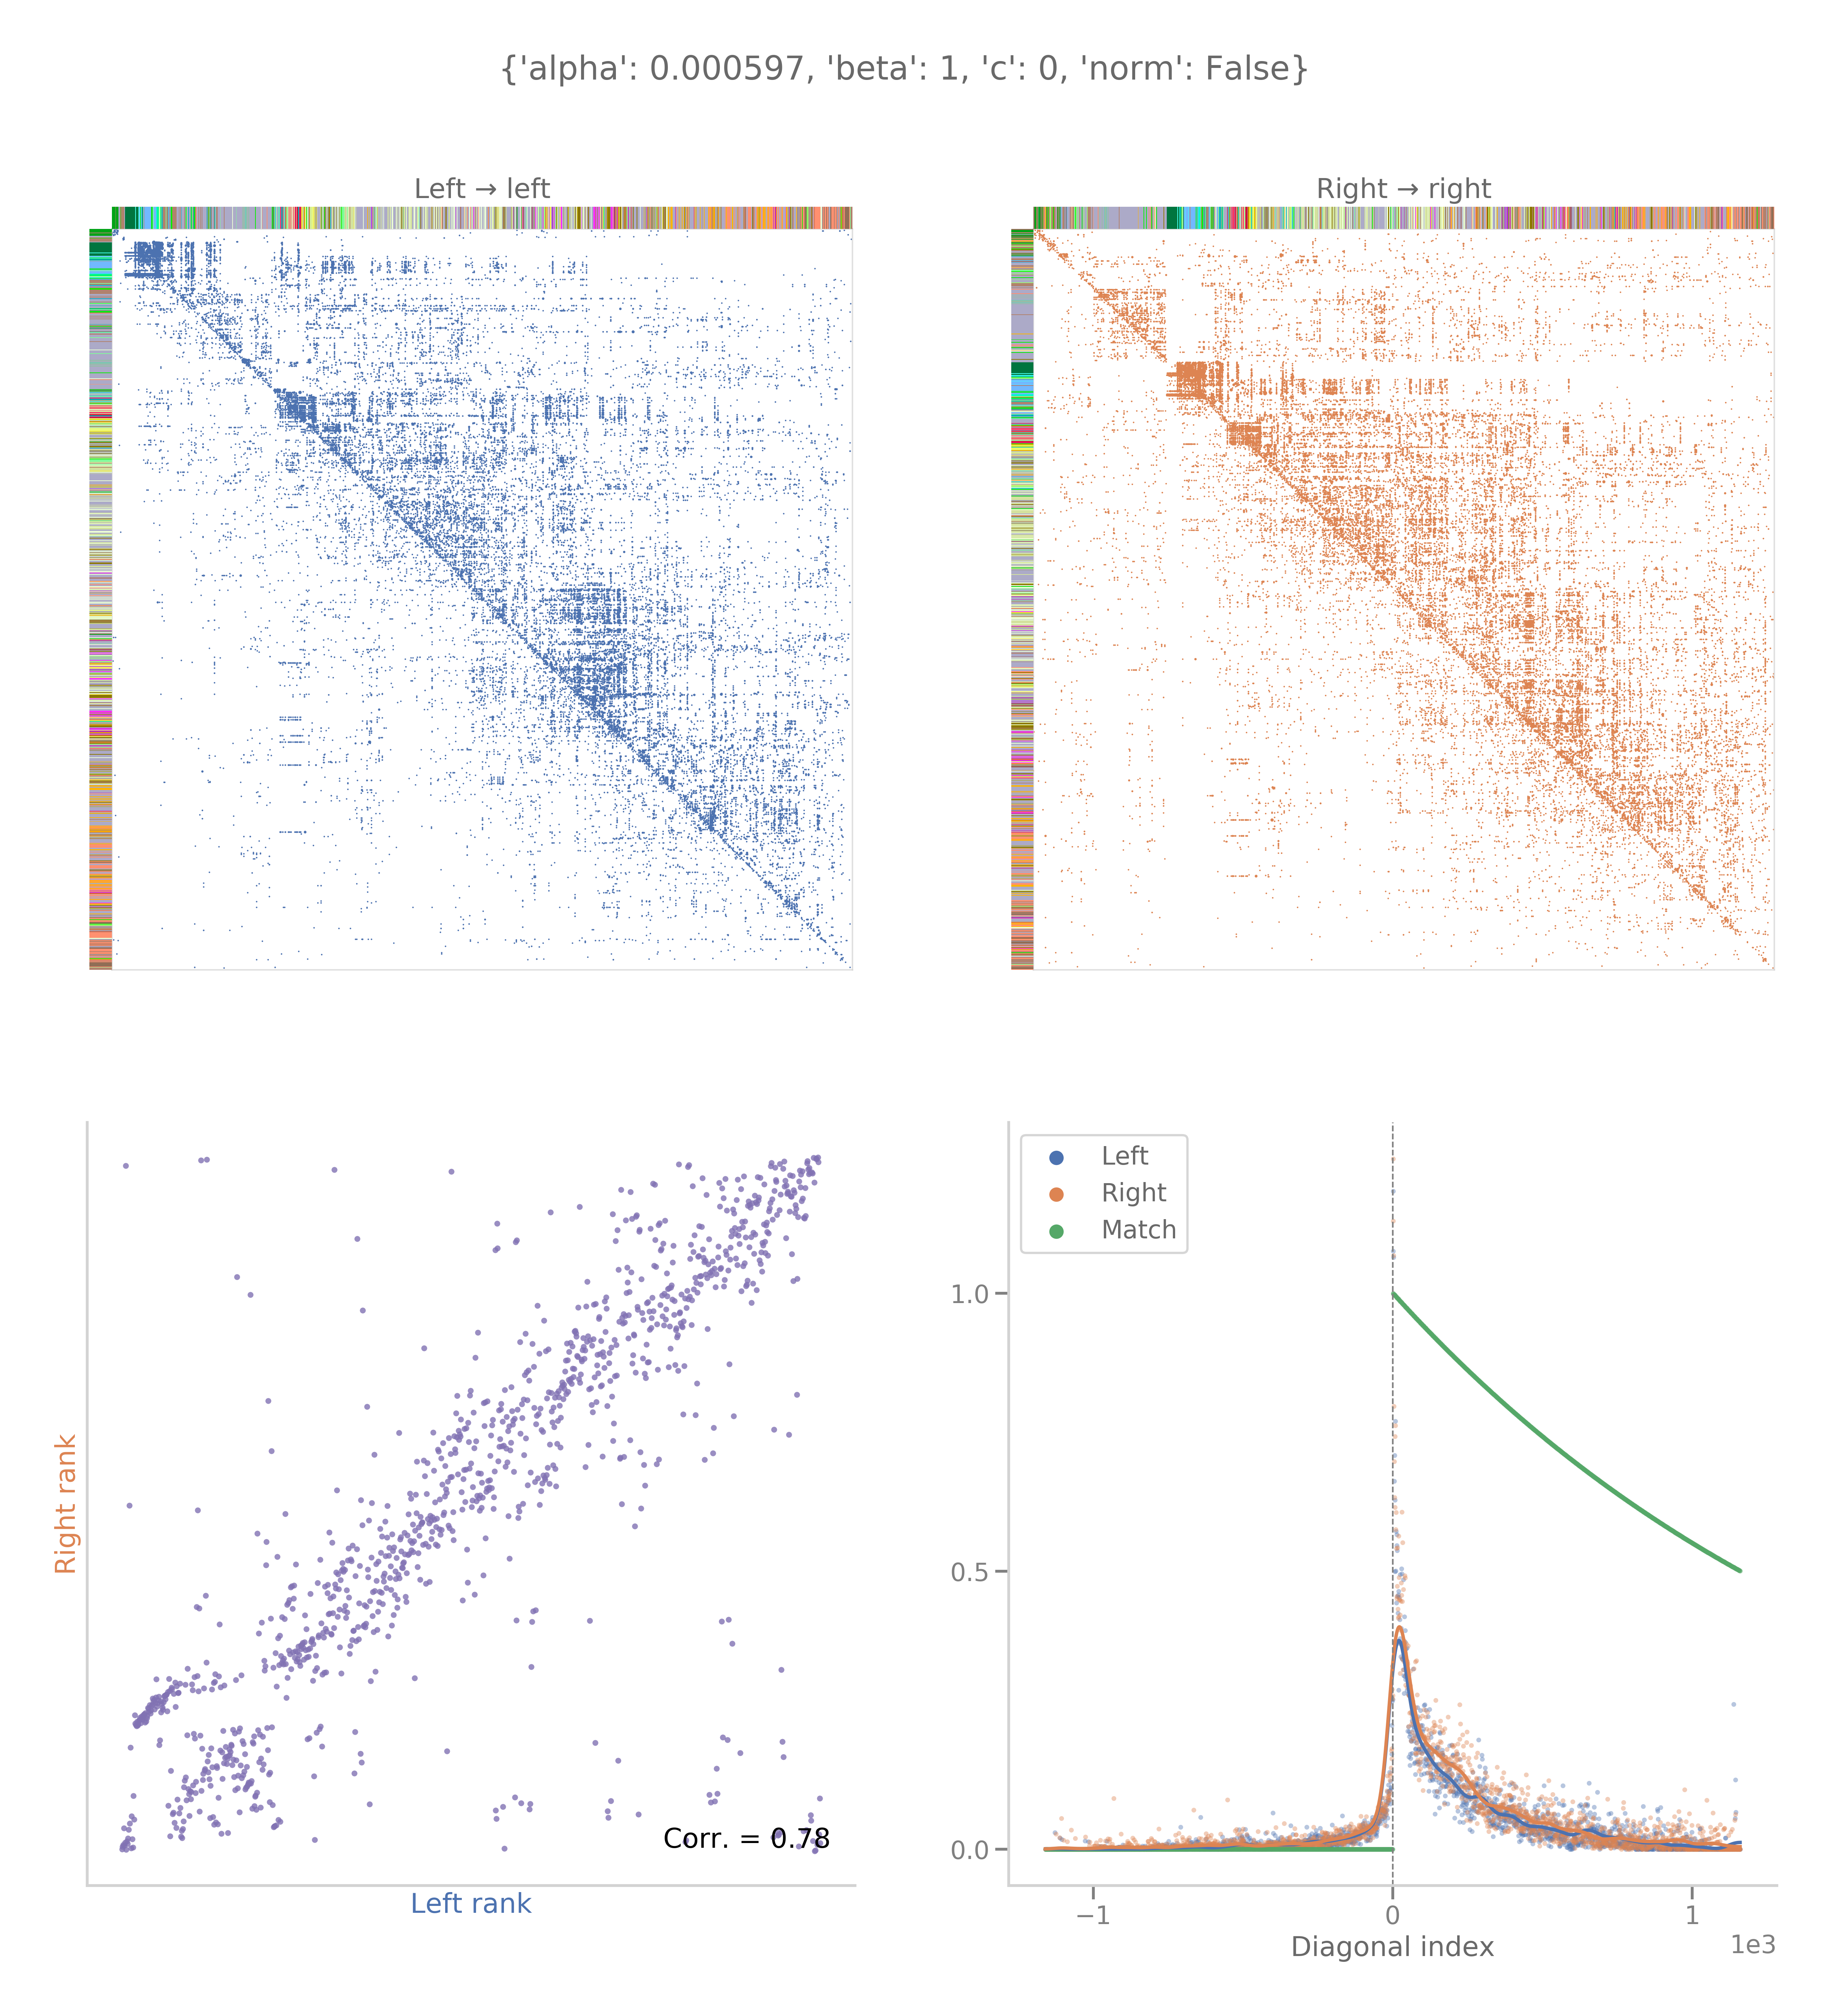 {'alpha': 0.000597, 'beta': 1, 'c': 0, 'norm': False}
Left → left
Right → right
Right rank
Corr. = 0.78
Left rank
Left
Right
Match
1.0
0.5
0.0
−1
0
1
1e3
Diagonal index